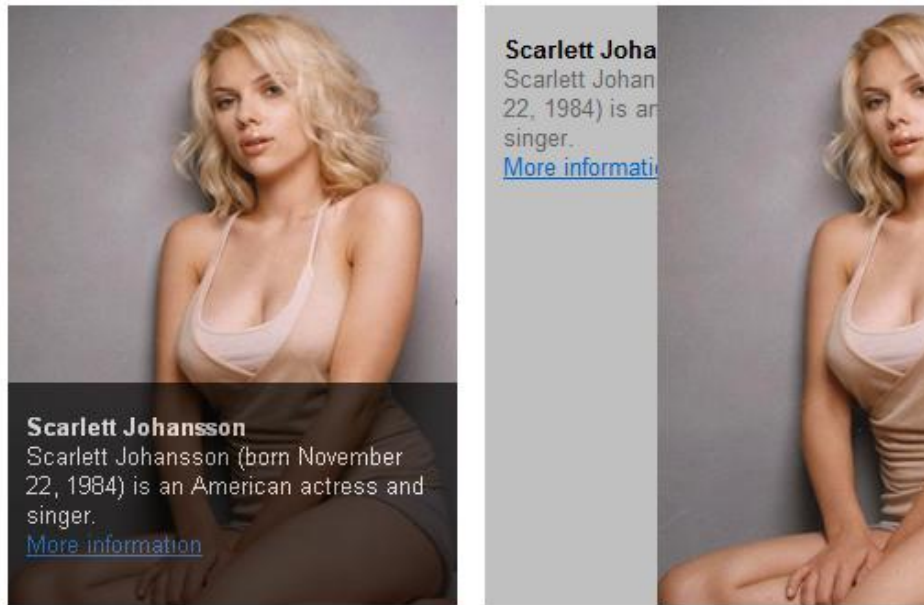 Scarlett Johansson
Scarlett Johansson (born November
22, 1984) is an American actress and
singer.
More information
Scarlett Joha
Scarlett Johan
22, 1984) is an
singer.
More informati